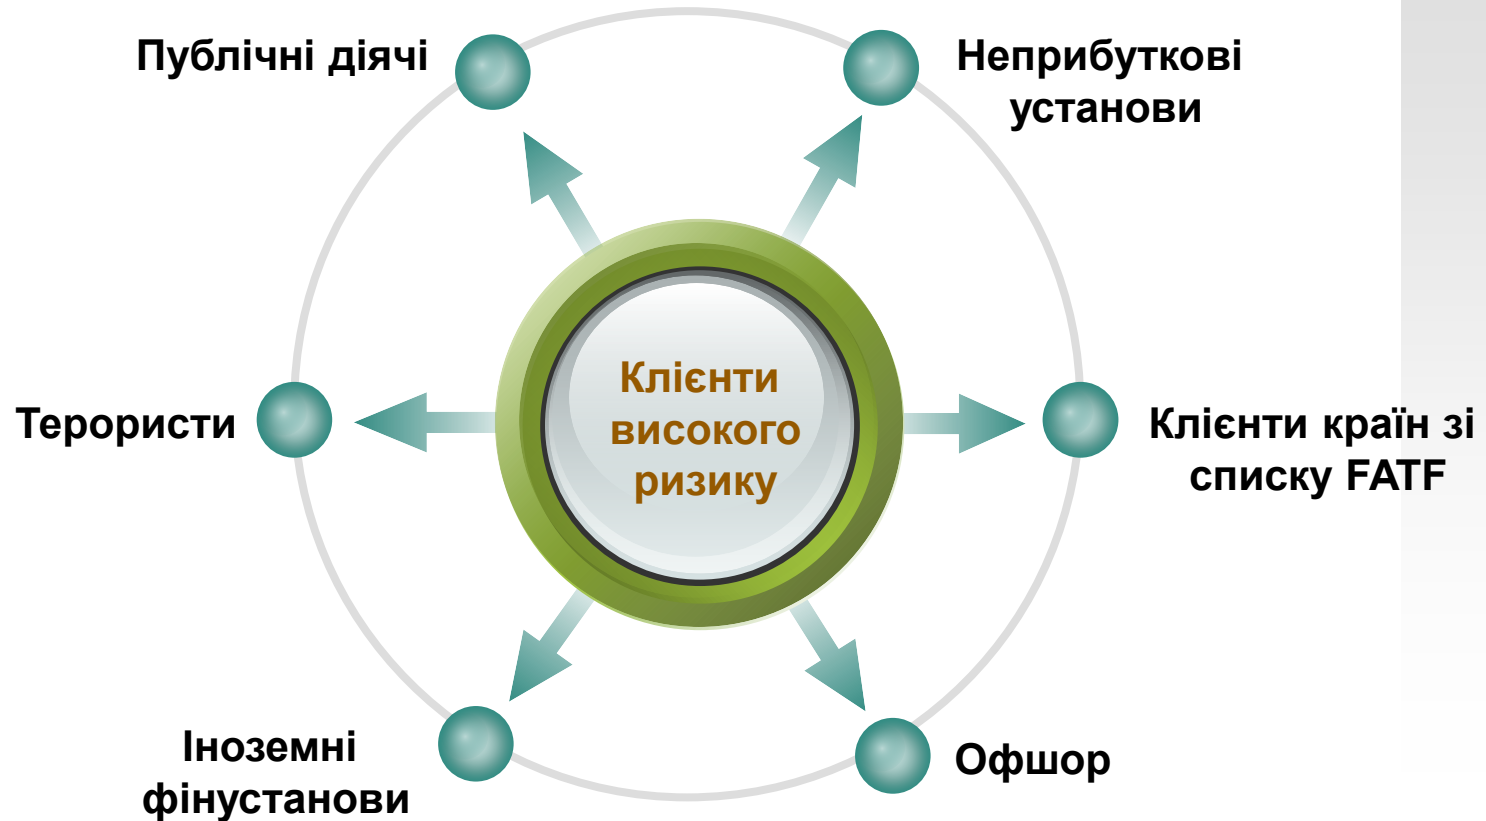 Публічні діячі
Неприбуткові
установи
Клієнти
високого
ризику
Терористи
Клієнти країн зі
списку FATF
Іноземні
фінустанови
Офшор